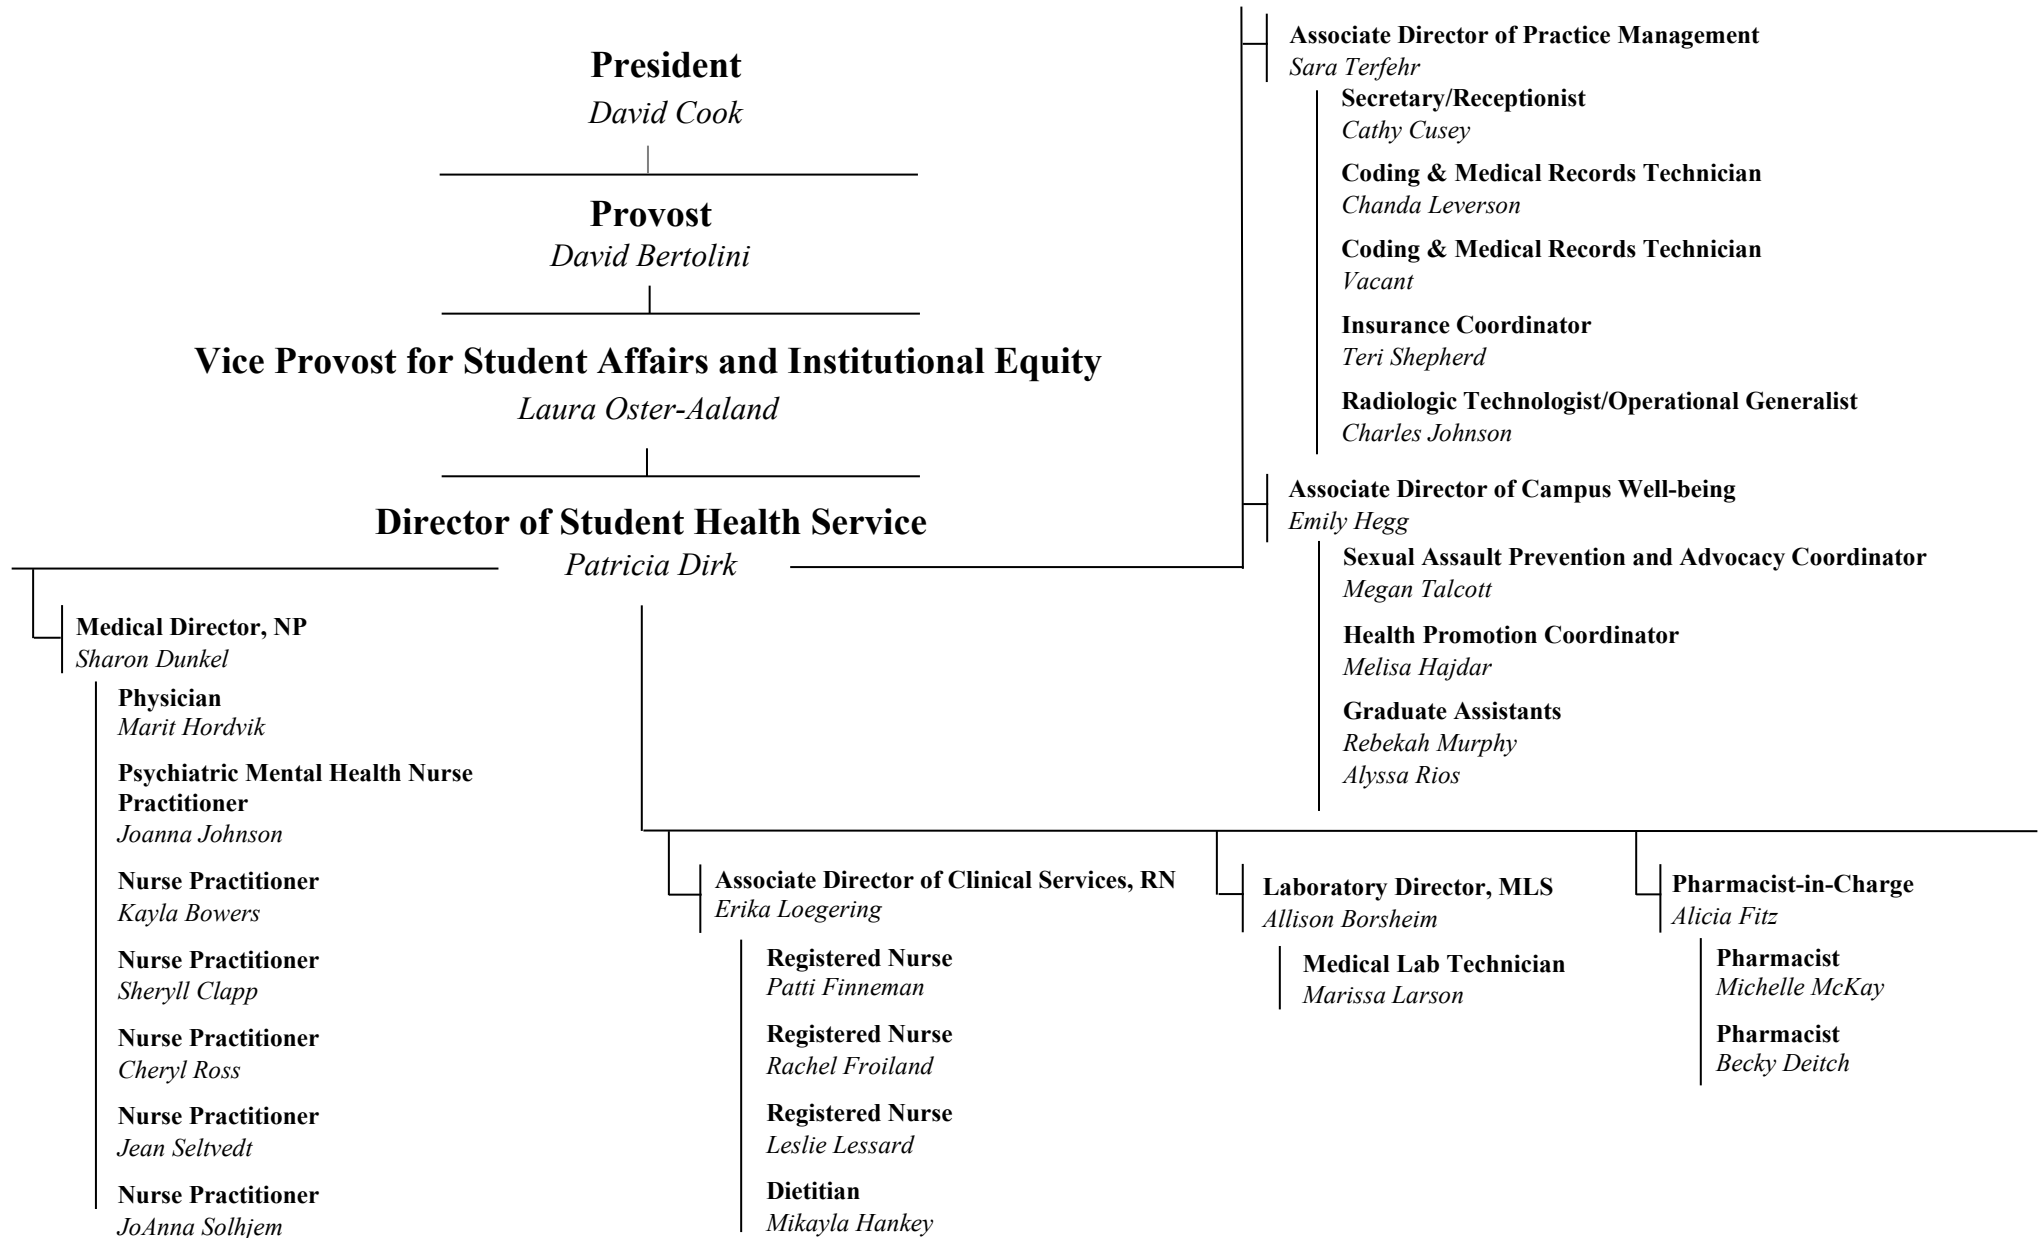 President
David Cook
Provost
David Bertolini
Vice Provost for Student Affairs and Institutional Equity
Laura Oster-Aaland
Director of Student Health Service
Patricia Dirk
Medical Director, NP
Sharon Dunkel
Physician
Marit Hordvik
Psychiatric Mental Health Nurse
Practitioner
Joanna Johnson
Nurse Practitioner
Kayla Bowers
Nurse Practitioner
Sheryll Clapp
Nurse Practitioner
Cheryl Ross
Nurse Practitioner
Jean Seltvedt
Nurse Practitioner
JoAnna Solhjem
Associate Director of Practice Management
Sara Terfehr
Secretary/Receptionist
Cathy Cusey
Coding & Medical Records Technician
Chanda Leverson
Coding & Medical Records Technician
Vacant
Insurance Coordinator
Teri Shepherd
Radiologic Technologist/Operational Generalist
Charles Johnson
Associate Director of Campus Well-being
Emily Hegg
Sexual Assault Prevention and Advocacy Coordinator
Megan Talcott
Health Promotion Coordinator
Melisa Hajdar
Graduate Assistants
Rebekah Murphy
Alyssa Rios
Associate Director of Clinical Services, RN
Erika Loegering
Registered Nurse
Patti Finneman
Registered Nurse
Rachel Froiland
Registered Nurse
Leslie Lessard
Dietitian
Mikayla Hankey
Laboratory Director, MLS
Allison Borsheim
Medical Lab Technician
Marissa Larson
Pharmacist-in-Charge
Alicia Fitz
Pharmacist
Michelle McKay
Pharmacist
Becky Deitch